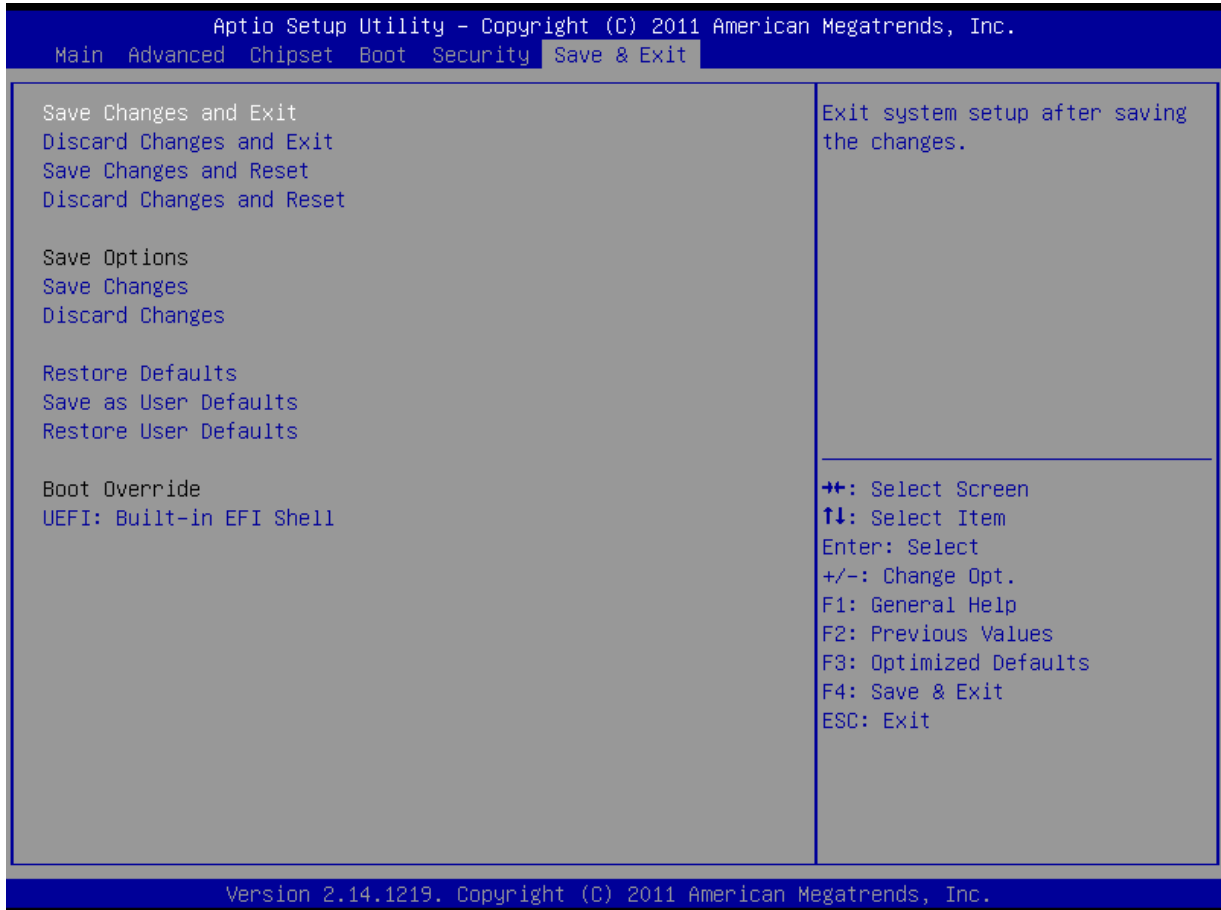 Aptio Setup Utility – Copyright (C) 2011 American Megatrends, Inc.
Main Advanced Chipset Boot Security Save & Exit
Save Changes and Exit
Discard Changes and Exit
Save Changes and Reset
Discard Changes and Reset
Save Options
Save Changes
Discard Changes
Restore Defaults
Save as User Defaults
Restore User Defaults
Boot Override
UEFI: Built-in EFI Shell
Exit system setup after saving
the changes.
→←: Select Screen
↑↓: Select Item
Enter: Select
+/-: Change Opt.
F1: General Help
F2: Previous Values
F3: Optimized Defaults
F4: Save & Exit
ESC: Exit
Version 2.14.1219. Copyright (C) 2011 American Megatrends, Inc.